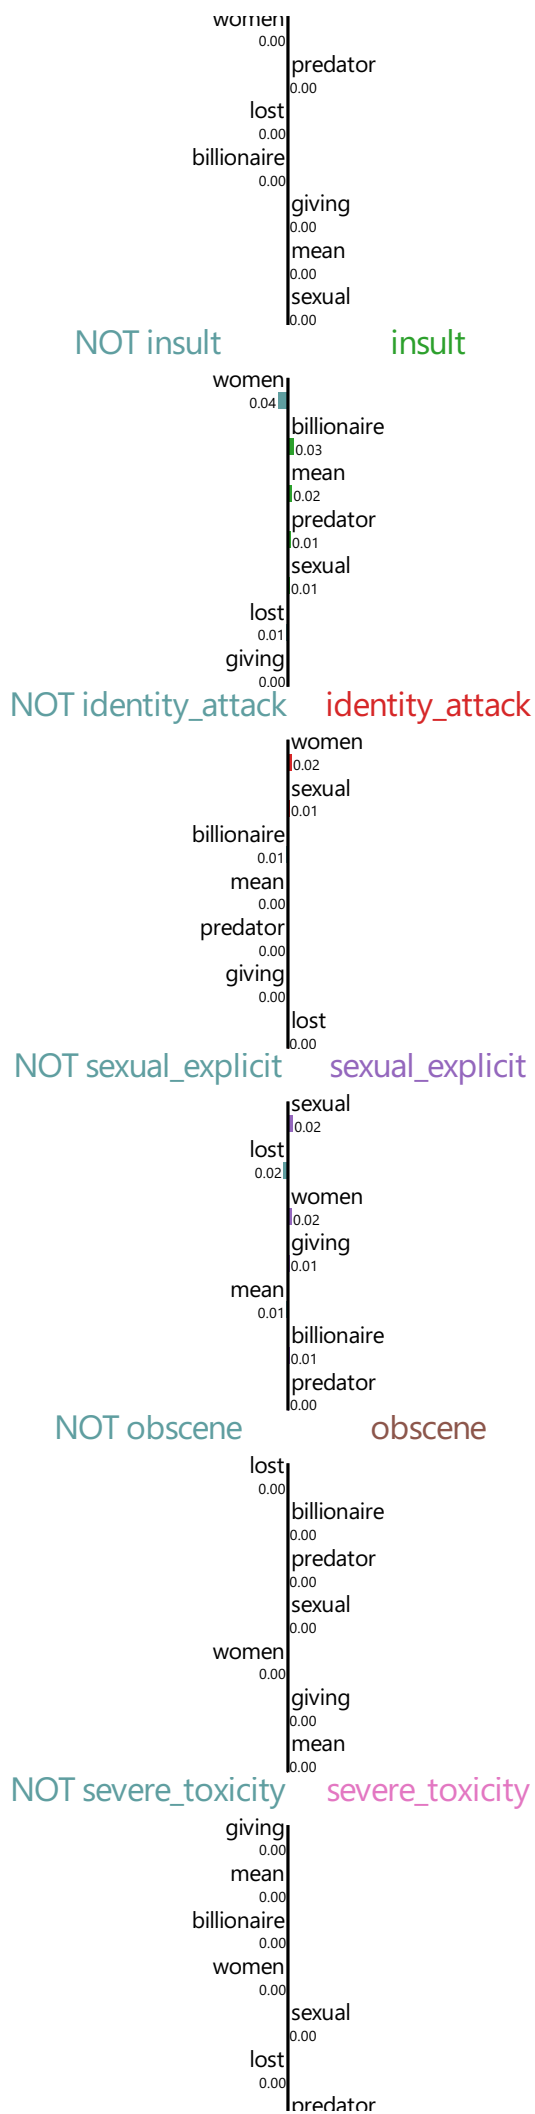 women
0.00
predator
0.00
lost
0.00
billionaire
0.00
giving
0.00
mean
0.00
sexual
0.00
NOT insult insult
women
0.04
billionaire
0.03
mean
0.02
predator
0.01
sexual
0.01
lost
0.01
giving
0.00
NOT identity_attack identity_attack
women
0.02
sexual
0.01
billionaire
0.01
mean
0.00
predator
0.00
giving
0.00
lost
0.00
NOT sexual_explicit sexual_explicit
sexual
0.02
lost
0.02
women
0.02
giving
0.01
mean
0.01
billionaire
0.01
predator
0.00
NOT obscene obscene
lost
0.00
billionaire
0.00
predator
0.00
sexual
0.00
women
0.00
giving
0.00
mean
0.00
NOT severe_toxicity severe_toxicity
giving
0.00
mean
0.00
billionaire
0.00
women
0.00
sexual
0.00
lost
0.00
predator